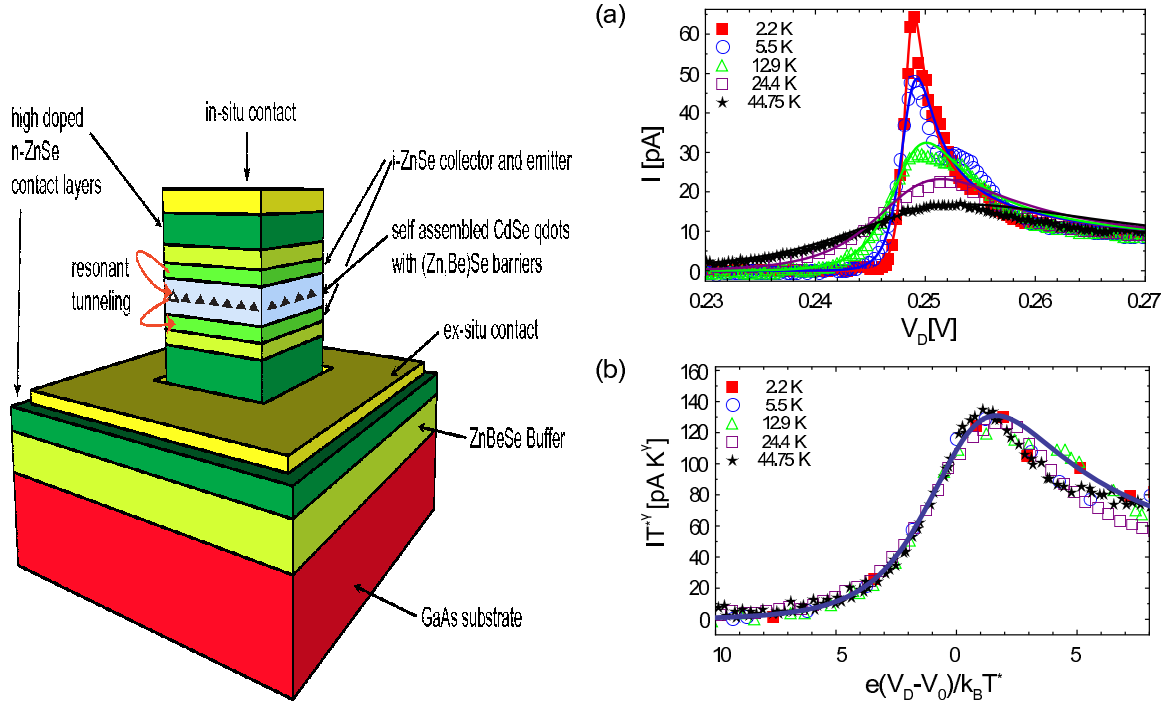 in-situ contact
high doped
n-ZnSe
contact layers
i-ZnSe collector and emitter
self assembled CdSe qdots
with (Zn,Be)Se barriers
resonant
tunneling
ex-situ contact
ZnBeSe Buffer
GaAs substrate
(a)
60
50
40
30
20
10
0
I [pA]
2.2 K
5.5 K
12.9 K
24.4 K
44.75 K
0.23 0.24 0.25 0.26 0.27
V_D[V]
(b)
160
140
120
100
80
60
40
20
0
IT*^γ [pA K^γ]
2.2 K
5.5 K
12.9 K
24.4 K
44.75 K
10 5 0 5
e(V_D-V_0)/k_BT*